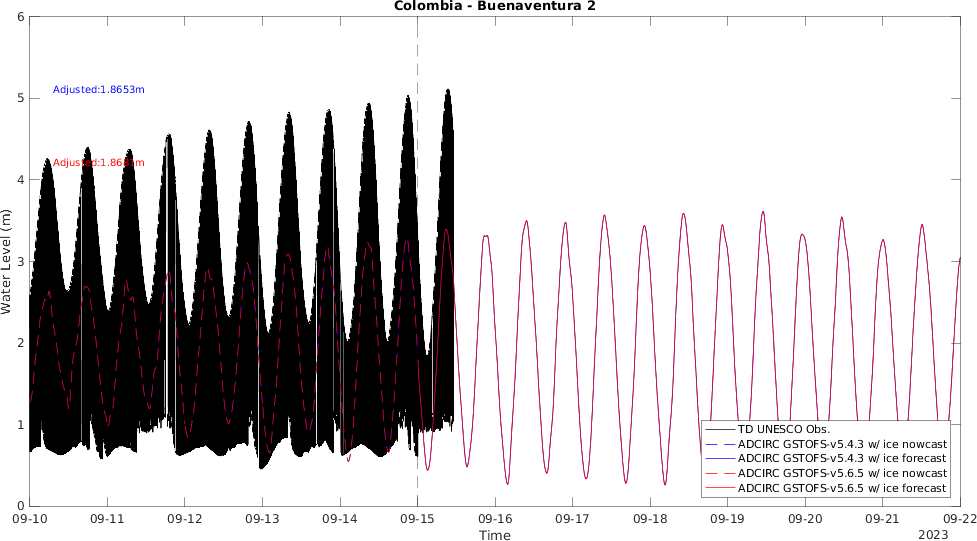 Colombia - Buenaventura 2
6
5
4
3
2
1
0
Water Level (m)
Adjusted:1.8653m
TD UNESCO Obs.
ADCIRC GSTOFS-v5.4.3 w/ ice nowcast
ADCIRC GSTOFS-v5.4.3 w/ ice forecast
ADCIRC GSTOFS-v5.6.5 w/ ice nowcast
ADCIRC GSTOFS-v5.6.5 w/ ice forecast
09-10 09-11 09-12 09-13 09-14 09-15 09-16 09-17 09-18 09-19 09-20 09-21 09-22
Time
2023